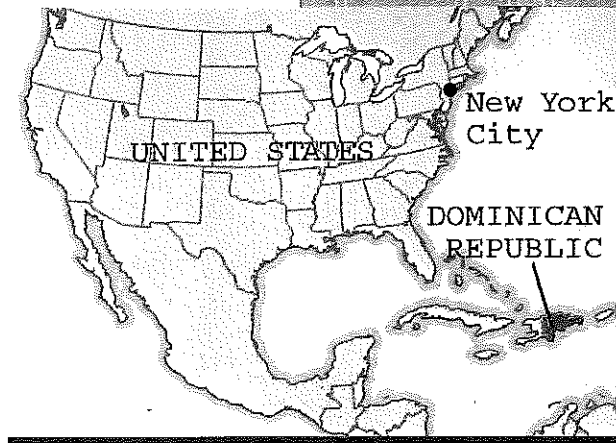 New York
City
UNITED STATES
DOMINICAN
REPUBLIC